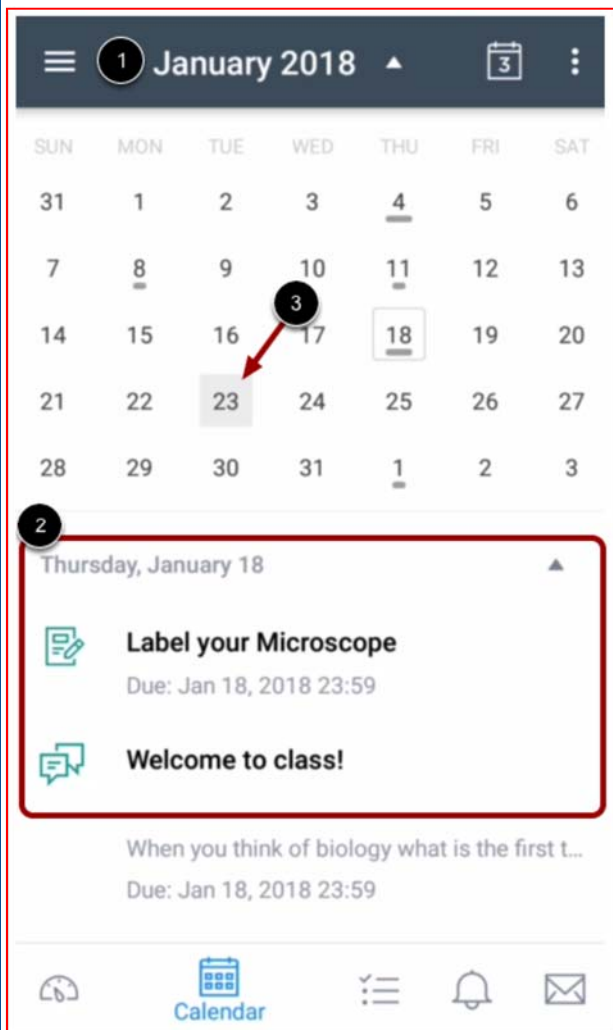 1 January 2018 3
SUN MON TUE WED THU FRI SAT
31 1 2 3 4 5 6
7 8 9 10 11 12 13
3
14 15 16 17 18 19 20
21 22 23 24 25 26 27
28 29 30 31 1 2 3
2
Thursday, January 18
Label your Microscope
Due: Jan 18, 2018 23:59
Welcome to class!
When you think of biology what is the first t...
Due: Jan 18, 2018 23:59
Calendar